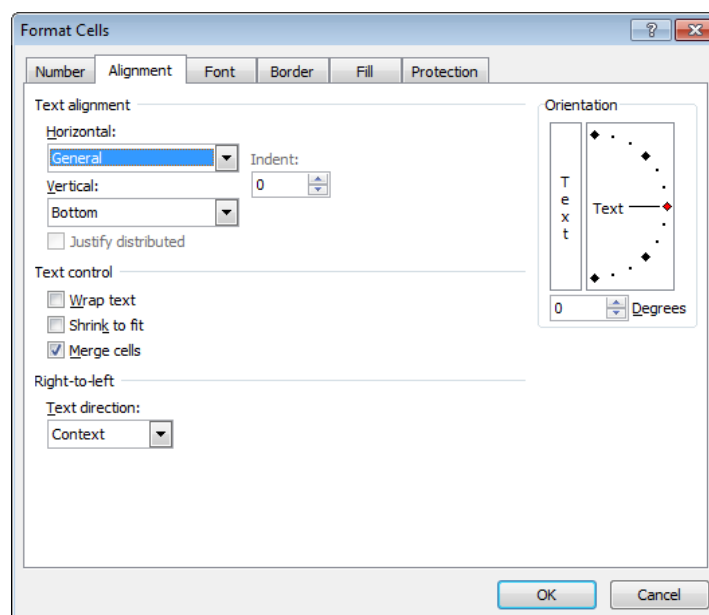 Format Cells
Number Alignment Font Border Fill Protection
Text alignment
Horizontal:
General
Indent:
0
Vertical:
Bottom
Justify distributed
Text control
Wrap text
Shrink to fit
Merge cells
Right-to-left
Text direction:
Context
Orientation
Text
Text
0 Degrees
OK Cancel